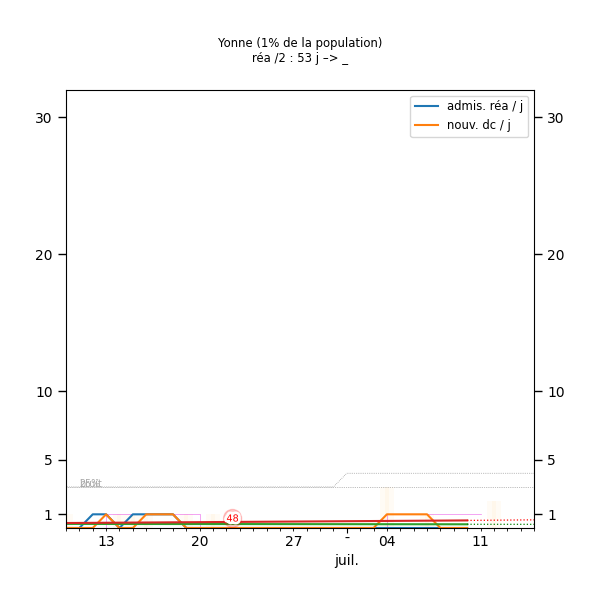 Yonne (1% de la population)
réa /2 : 53 j –> _
admis. réa / j
nouv. dc / j
30 30
20 20
10 10
5 5
1 1
48
13 20 27 - 04 11
juil.